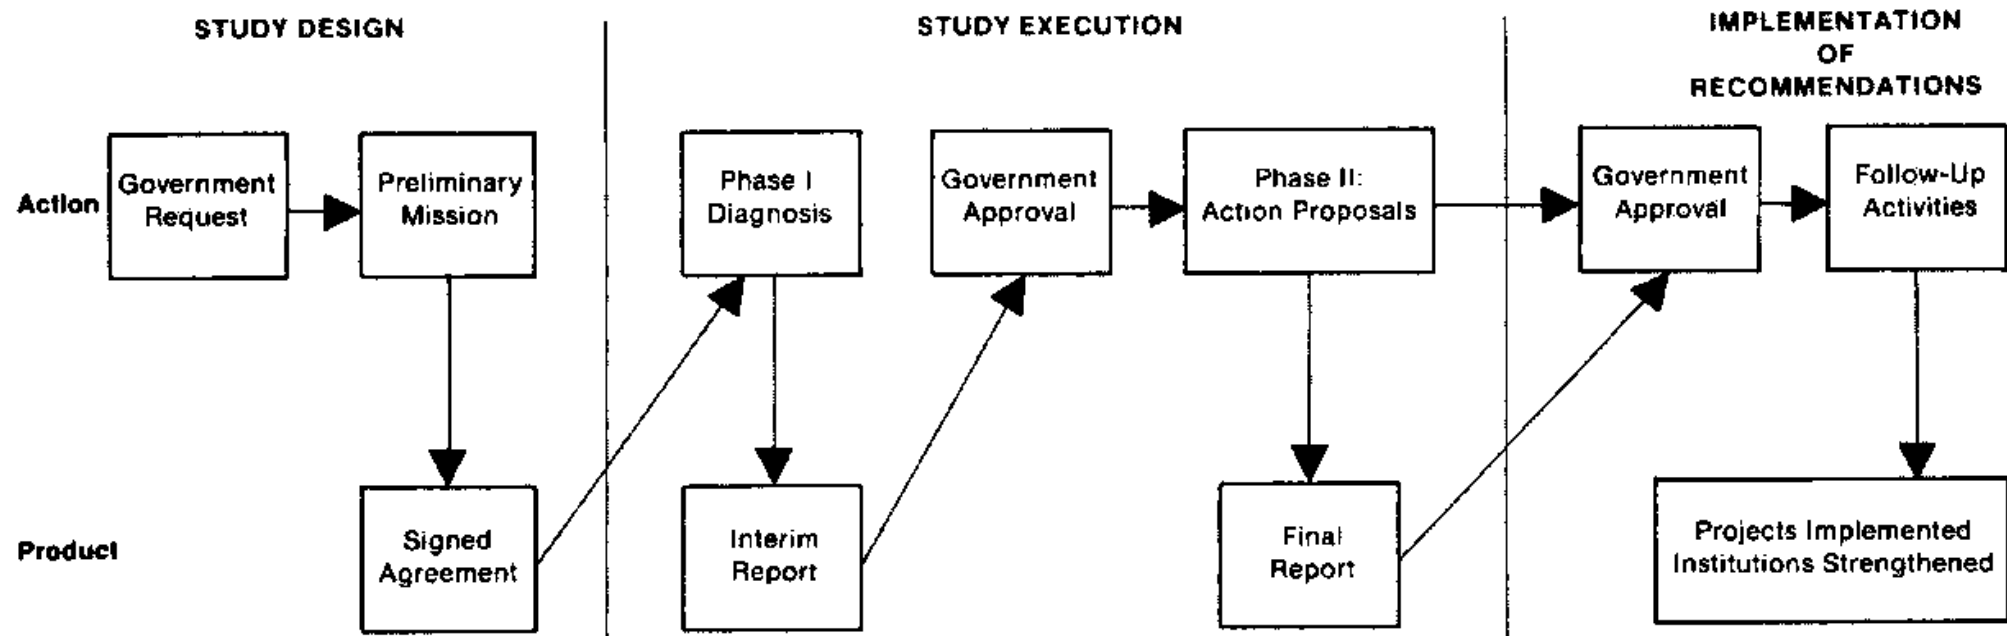 STUDY DESIGN
STUDY EXECUTION
IMPLEMENTATION
OF
RECOMMENDATIONS
Action
Government
Request
Preliminary
Mission
Phase I
Diagnosis
Government
Approval
Phase II:
Action Proposals
Government
Approval
Follow-Up
Activities
Product
Signed
Agreement
Interim
Report
Final
Report
Projects Implemented
Institutions Strengthened